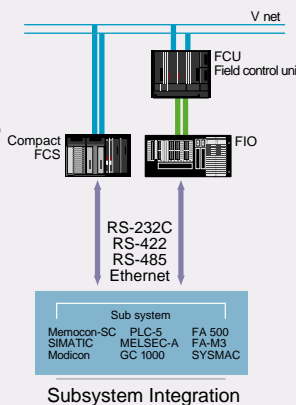 V net
FCU
Field control uni
Compact
FCS
FIO
RS-232C
RS-422
RS-485
Ethernet
Sub system
Memocon-SC PLC-5 FA 500
SIMATIC MELSEC-A FA-M3
Modicon GC 1000 SYSMAC
Subsystem Integration